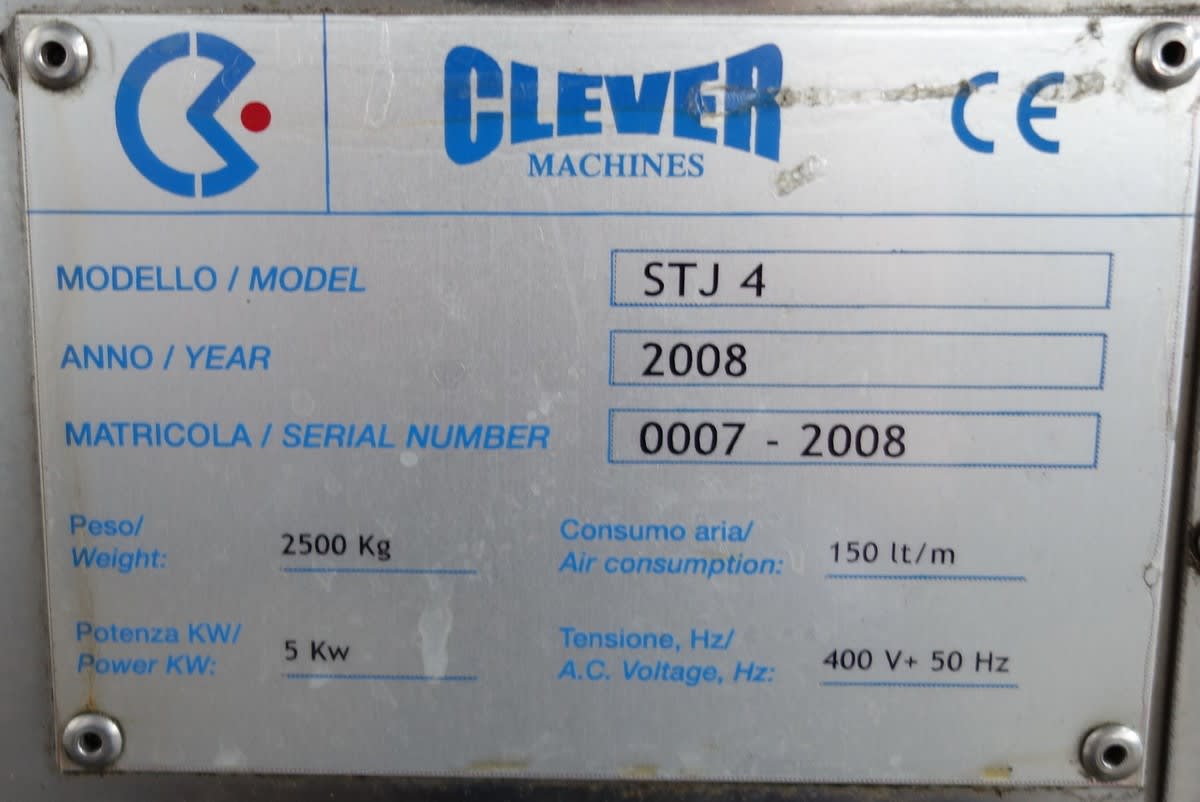 CLEVER
MACHINES
CE
MODELLO / MODEL STJ 4
ANNO / YEAR 2008
MATRICOLA / SERIAL NUMBER 0007 - 2008
Peso/
Weight: 2500 Kg
Consumo aria/
Air consumption: 150 lt/m
Potenza KW/
Power KW: 5 Kw
Tensione, Hz/
A.C. Voltage, Hz: 400 V+ 50 Hz